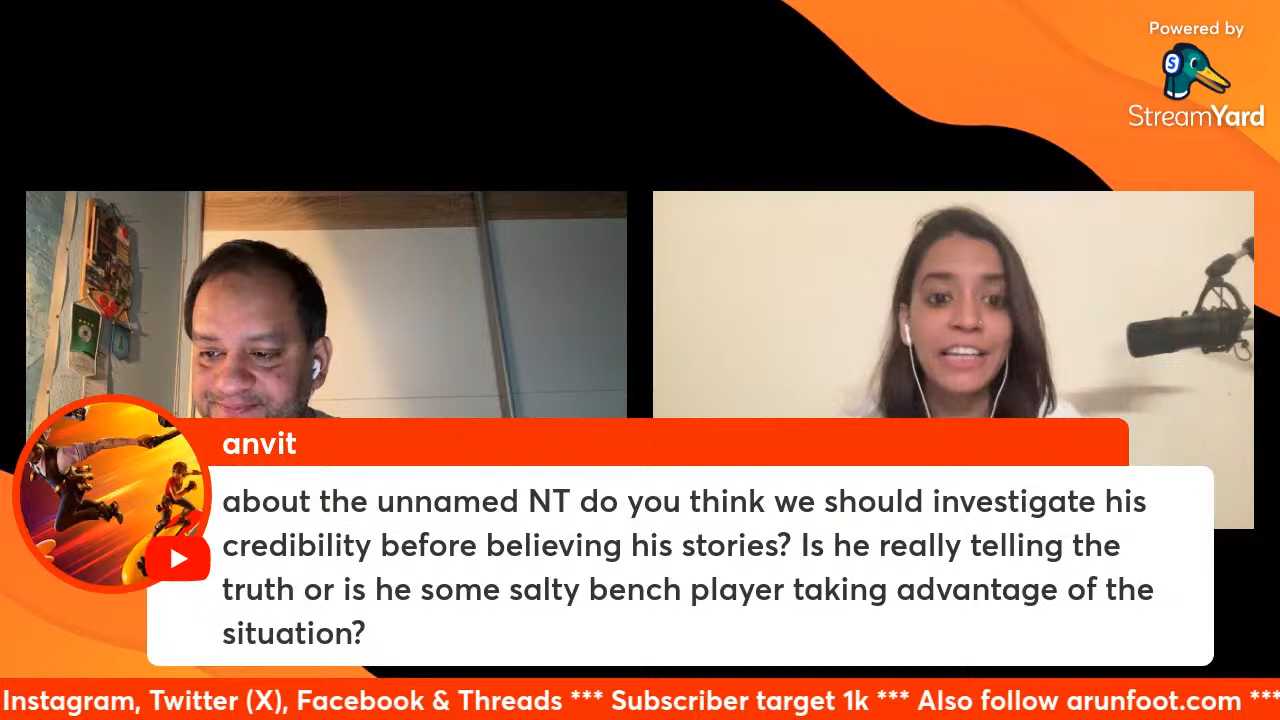 Powered by
StreamYard
anvit
about the unnamed NT do you think we should investigate his
credibility before believing his stories? Is he really telling the
truth or is he some salty bench player taking advantage of the
situation?
Instagram, Twitter (X), Facebook & Threads *** Subscriber target 1k *** Also follow arunfoot.com ***